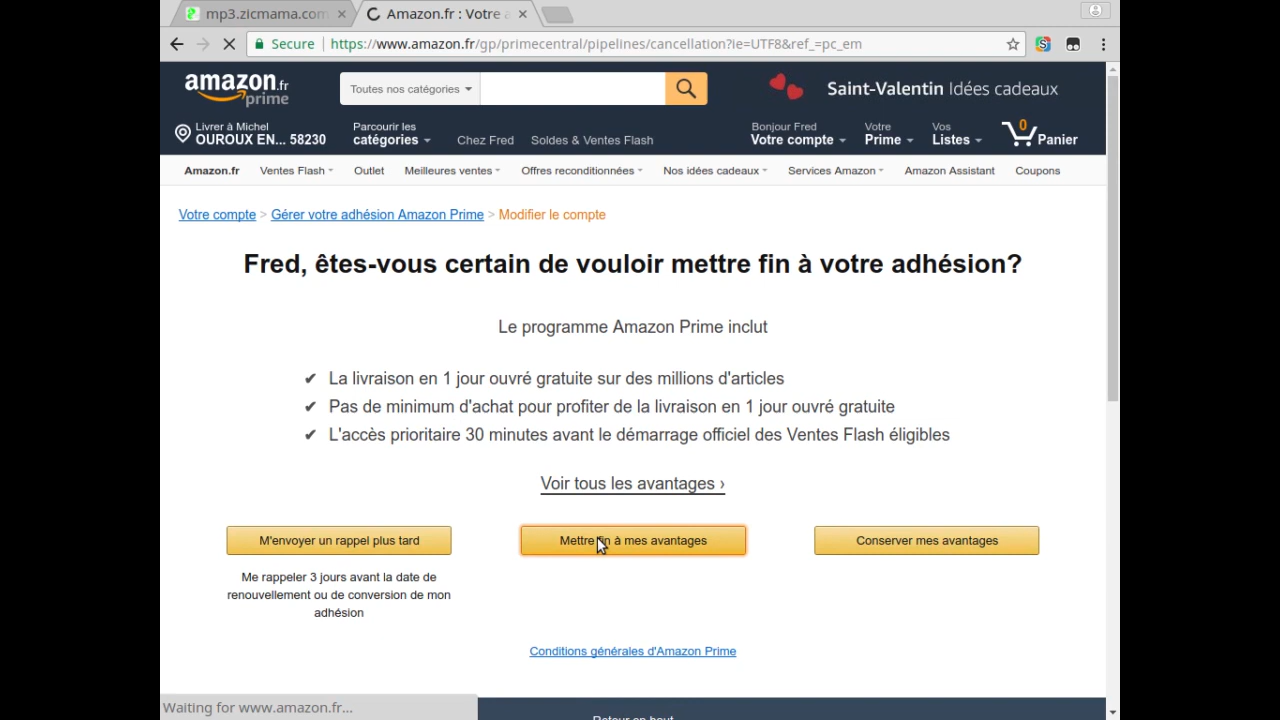 mp3.zicmama.com
Amazon.fr : Votre a
Secure
https://www.amazon.fr/gp/primecentral/pipelines/cancellation?ie=UTF8&ref_=pc_em
amazon.fr
prime
Toutes nos catégories
Saint-Valentin Idées cadeaux
Livrer à Michel
OUROUX EN... 58230
Parcourir les
catégories
Chez Fred
Soldes & Ventes Flash
Bonjour Fred
Votre compte
Votre
Prime
Vos
Listes
0
Panier
Amazon.fr Ventes Flash Outlet Meilleures ventes Offres reconditionnées Nos idées cadeaux Services Amazon Amazon Assistant Coupons
Votre compte > Gérer votre adhésion Amazon Prime > Modifier le compte
Fred, êtes-vous certain de vouloir mettre fin à votre adhésion?
Le programme Amazon Prime inclut
✔ La livraison en 1 jour ouvré gratuite sur des millions d'articles
✔ Pas de minimum d'achat pour profiter de la livraison en 1 jour ouvré gratuite
✔ L'accès prioritaire 30 minutes avant le démarrage officiel des Ventes Flash éligibles
Voir tous les avantages ›
M'envoyer un rappel plus tard
Mettre fin à mes avantages
Conserver mes avantages
Me rappeler 3 jours avant la date de
renouvellement ou de conversion de mon
adhésion
Conditions générales d'Amazon Prime
Waiting for www.amazon.fr...
Retour en haut